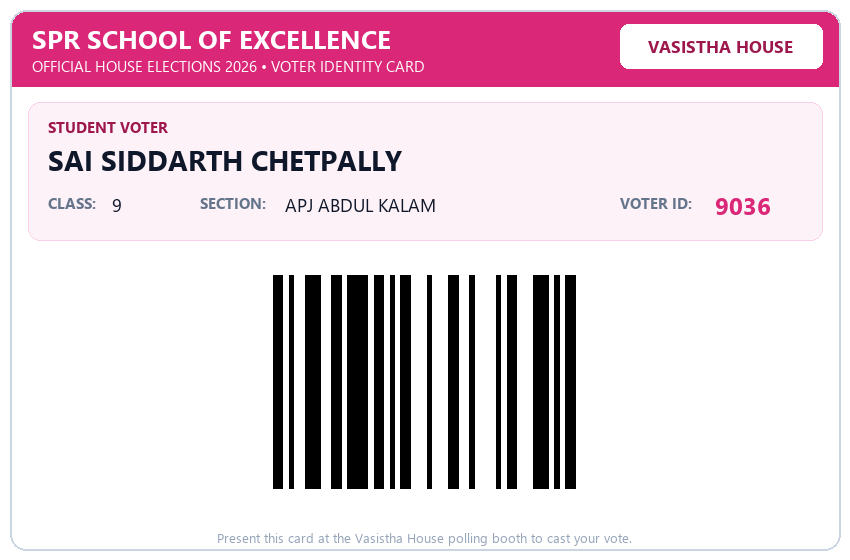 SPR SCHOOL OF EXCELLENCE
OFFICIAL HOUSE ELECTIONS 2026 • VOTER IDENTITY CARD
VASISTHA HOUSE
STUDENT VOTER
SAI SIDDARTH CHETPALLY
CLASS: 9 SECTION: APJ ABDUL KALAM VOTER ID: 9036
Present this card at the Vasistha House polling booth to cast your vote.